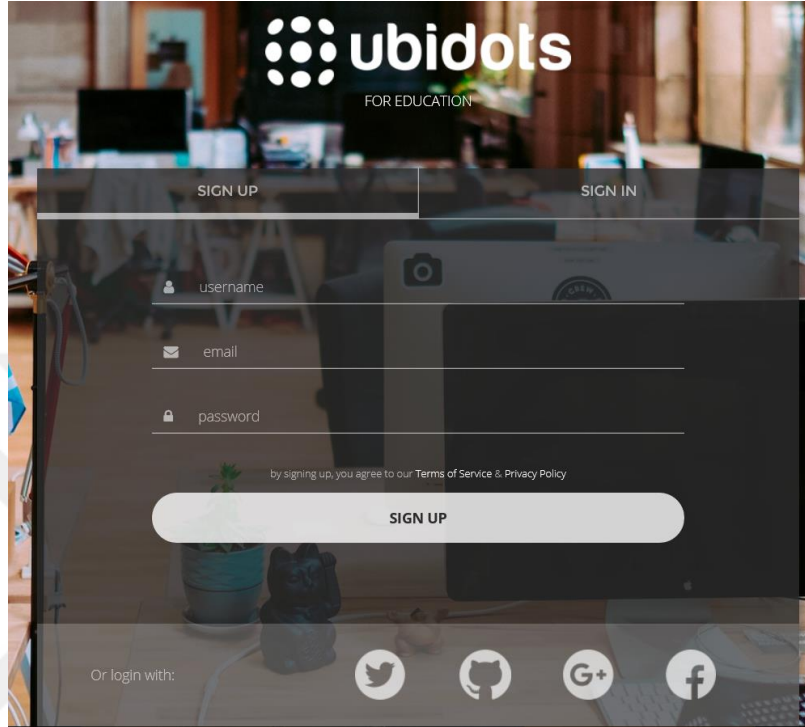 ubidots
FOR EDUCATION
SIGN UP
SIGN IN
username
email
password
by signing up, you agree to our Terms of Service & Privacy Policy
SIGN UP
Or login with:
G+